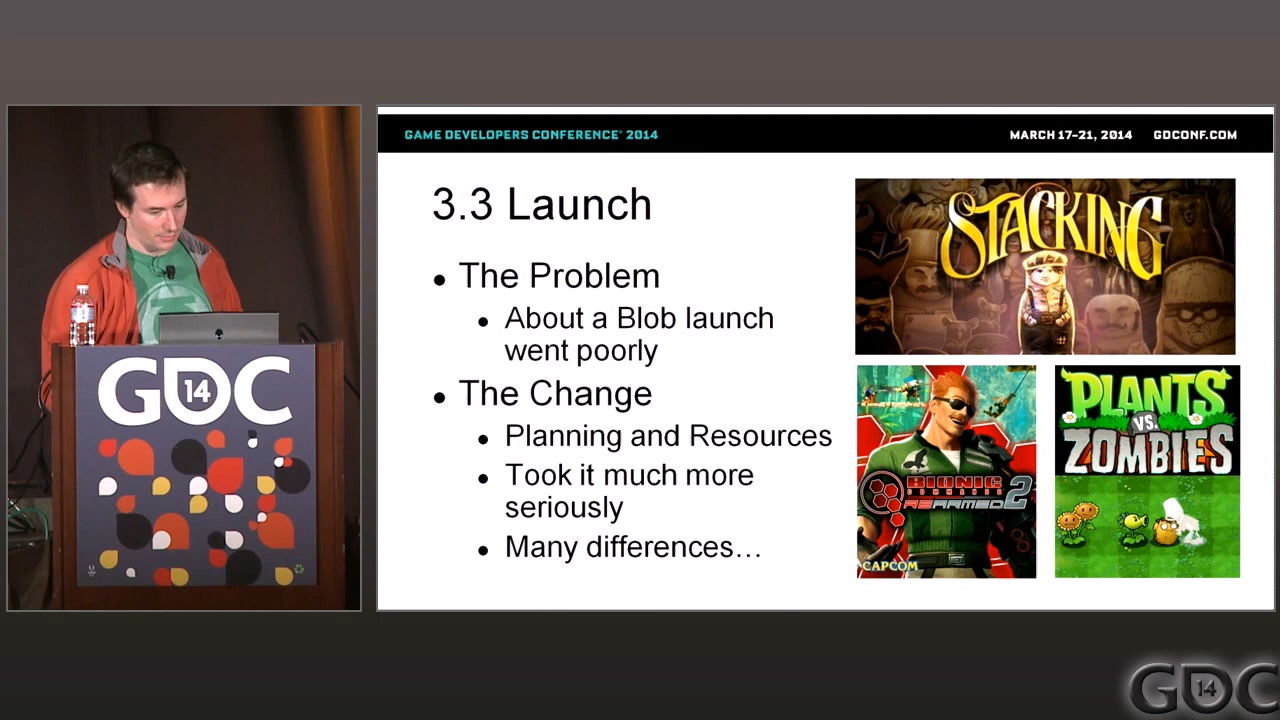 GAME DEVELOPERS CONFERENCE® 2014
MARCH 17–21, 2014 GDCONF.COM
3.3 Launch
• The Problem
• About a Blob launch
went poorly
• The Change
• Planning and Resources
• Took it much more
seriously
• Many differences…
STACKING
BIONIC
COMMANDO
REARMED 2
CAPCOM
PLANTS
VS.
ZOMBIES
GDC
14
GDC
14